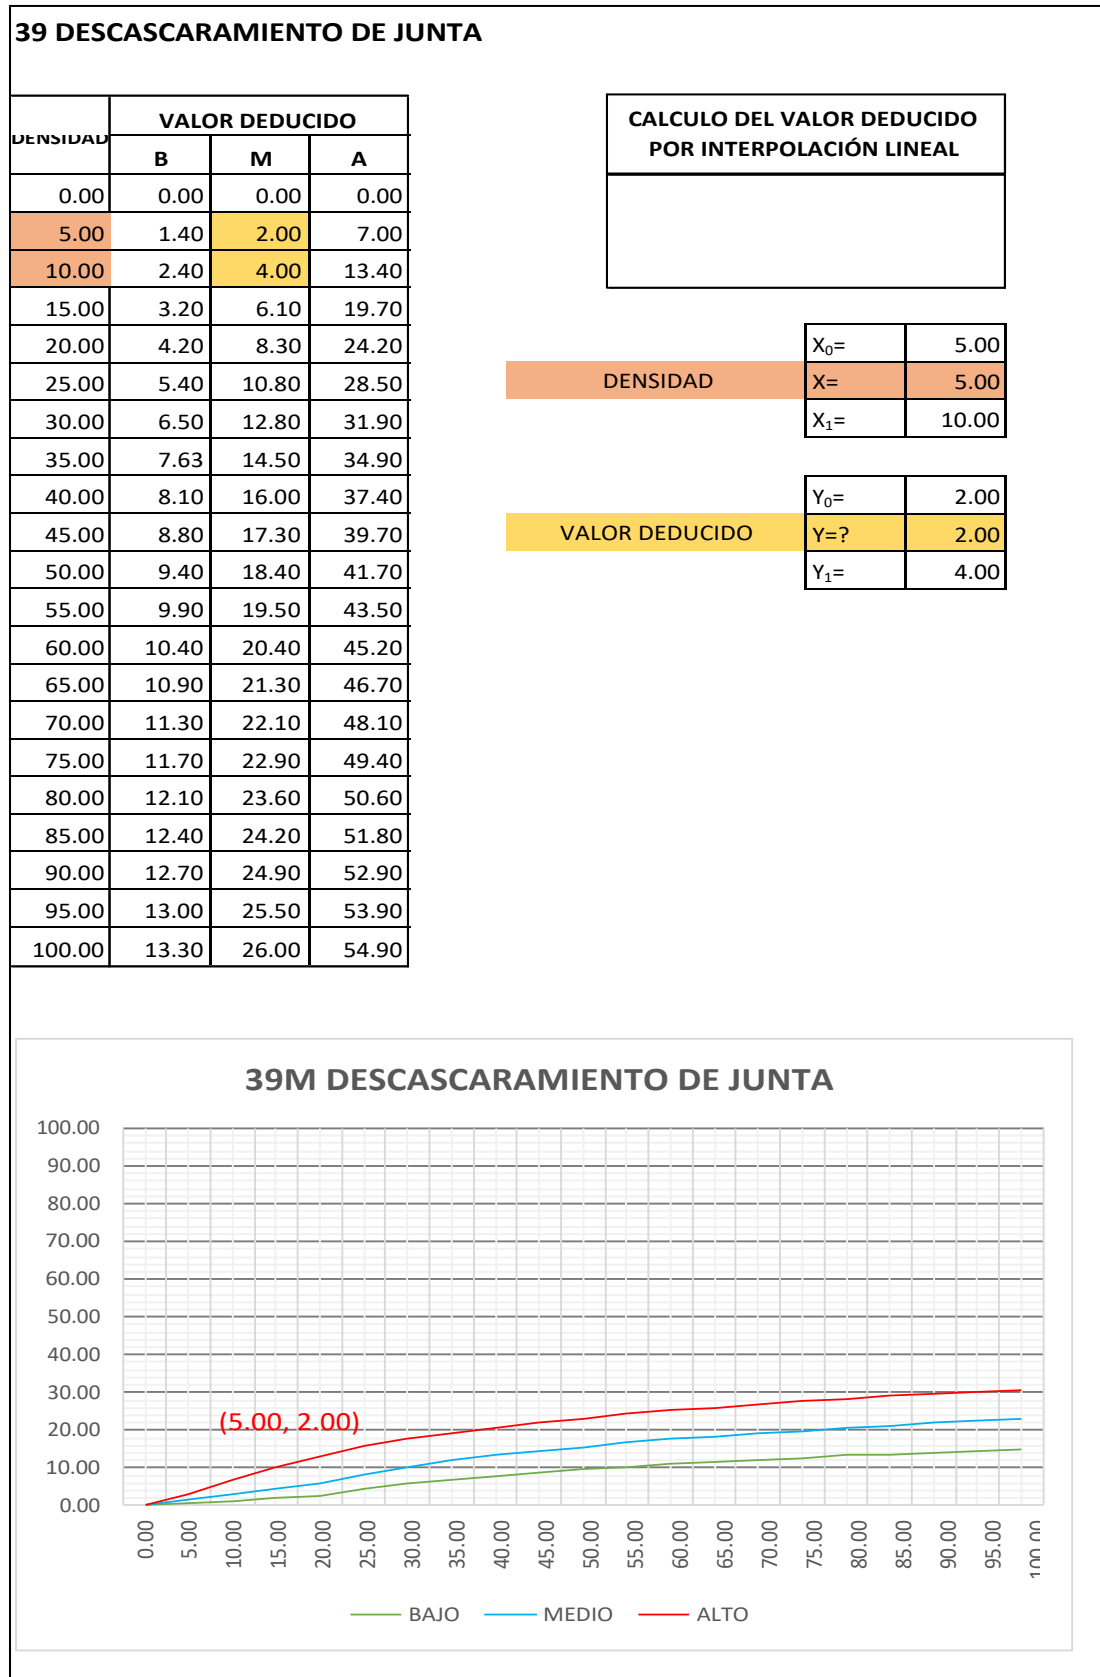 39 DESCASCARAMIENTO DE JUNTA
DENSIDAD VALOR DEDUCIDO
B M A
0.00 0.00 0.00 0.00
5.00 1.40 2.00 7.00
10.00 2.40 4.00 13.40
15.00 3.20 6.10 19.70
20.00 4.20 8.30 24.20
25.00 5.40 10.80 28.50
30.00 6.50 12.80 31.90
35.00 7.63 14.50 34.90
40.00 8.10 16.00 37.40
45.00 8.80 17.30 39.70
50.00 9.40 18.40 41.70
55.00 9.90 19.50 43.50
60.00 10.40 20.40 45.20
65.00 10.90 21.30 46.70
70.00 11.30 22.10 48.10
75.00 11.70 22.90 49.40
80.00 12.10 23.60 50.60
85.00 12.40 24.20 51.80
90.00 12.70 24.90 52.90
95.00 13.00 25.50 53.90
100.00 13.30 26.00 54.90
CALCULO DEL VALOR DEDUCIDO
POR INTERPOLACIÓN LINEAL
X₀= 5.00
DENSIDAD X= 5.00
X₁= 10.00
Y₀= 2.00
VALOR DEDUCIDO Y=? 2.00
Y₁= 4.00
39M DESCASCARAMIENTO DE JUNTA
100.00
90.00
80.00
70.00
60.00
50.00
40.00
30.00
20.00
10.00
0.00
(5.00, 2.00)
0.00 5.00 10.00 15.00 20.00 25.00 30.00 35.00 40.00 45.00 50.00 55.00 60.00 65.00 70.00 75.00 80.00 85.00 90.00 95.00 100.00
BAJO MEDIO ALTO